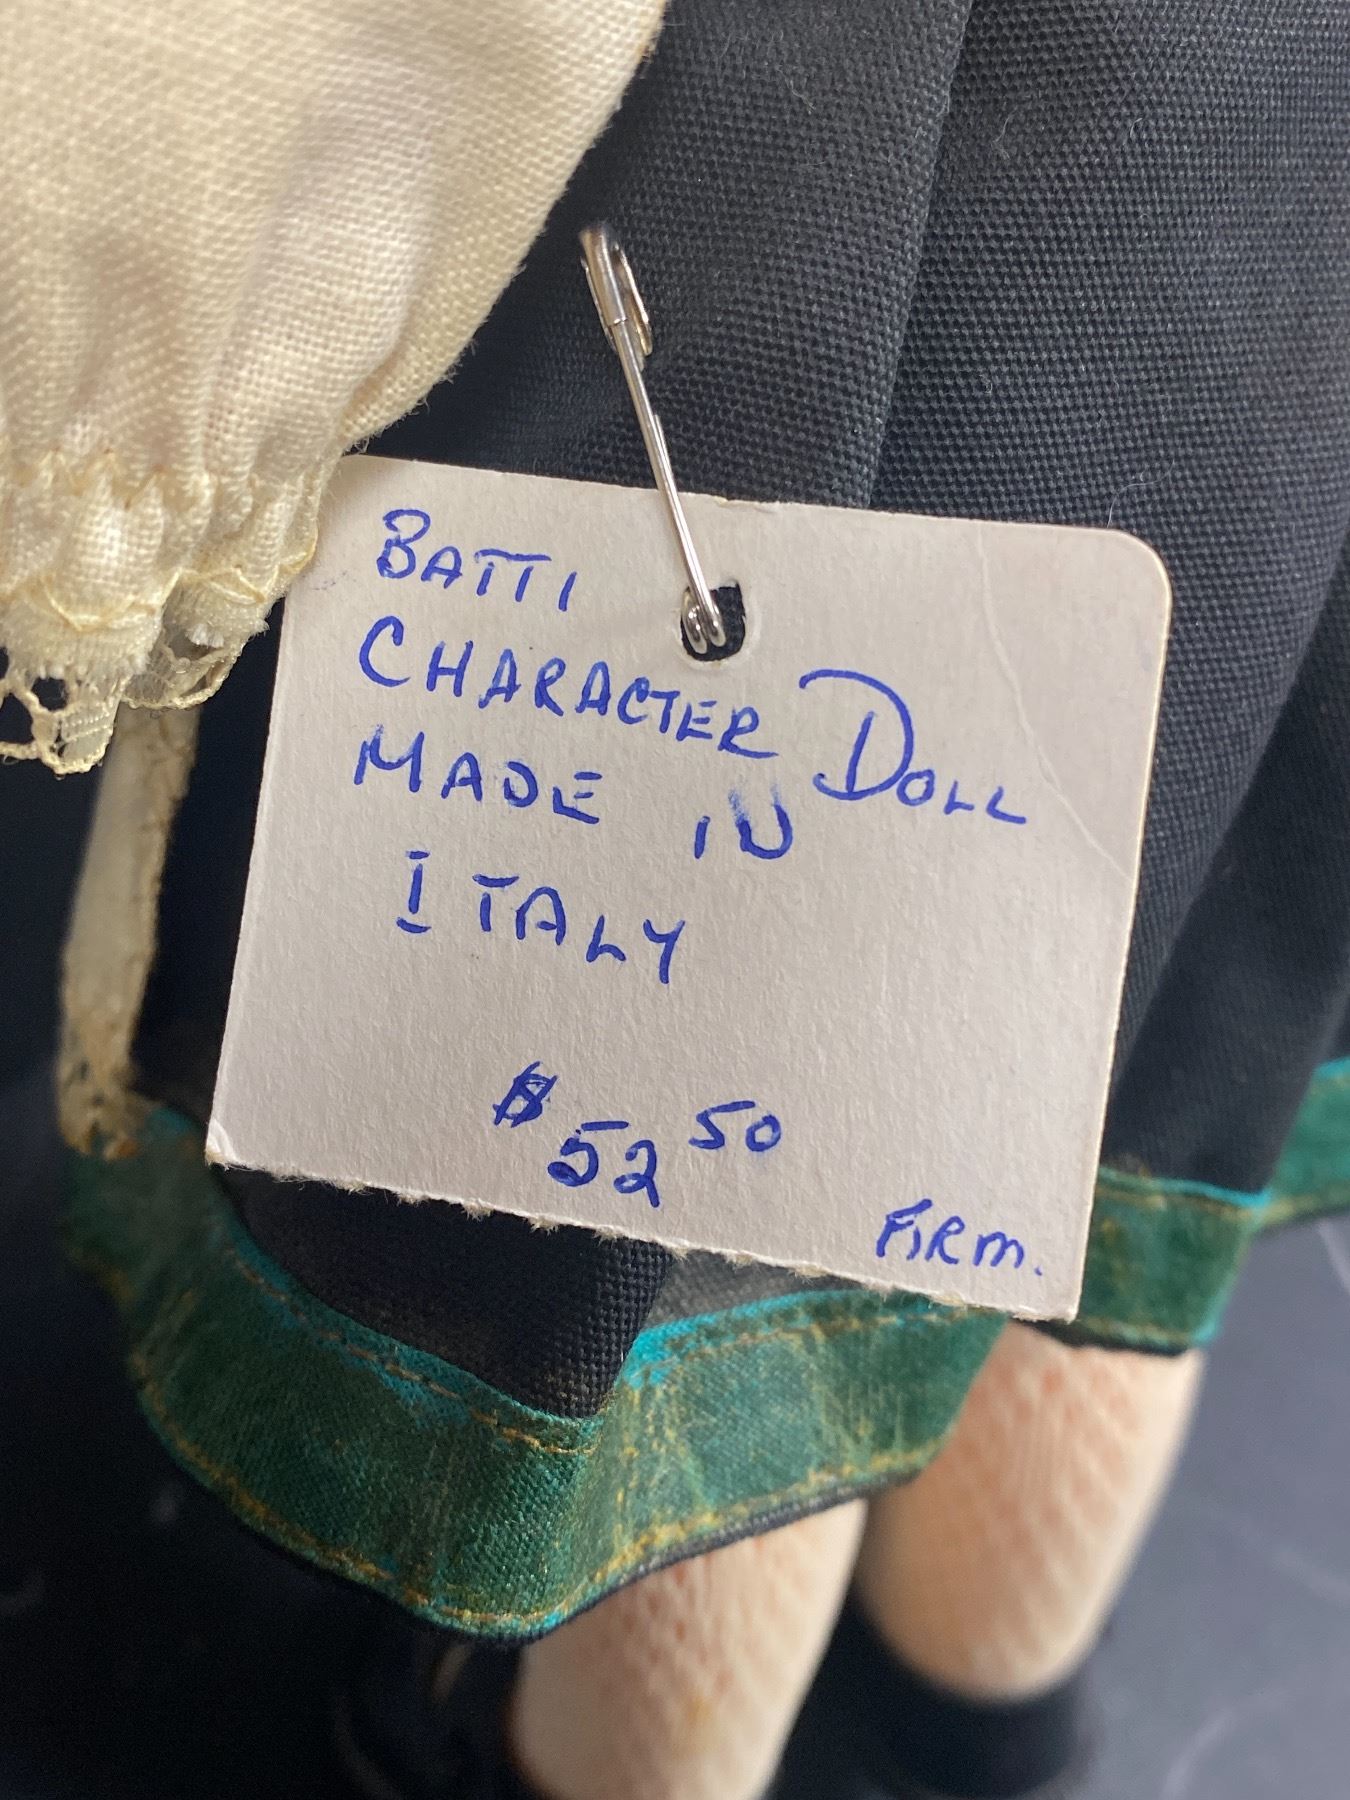 BATTI
CHARACTER DOLL
MADE IN
ITALY
$52 50
FIRM.